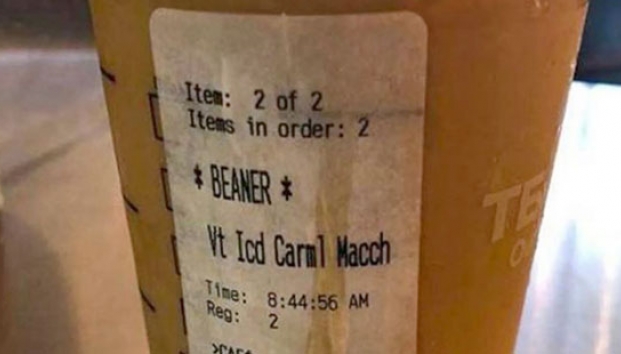 Item: 2 of 2
Items in order: 2
* BEANER *
Vt Icd Carml Macch
Time: 8:44:56 AM
Reg: 2
TE